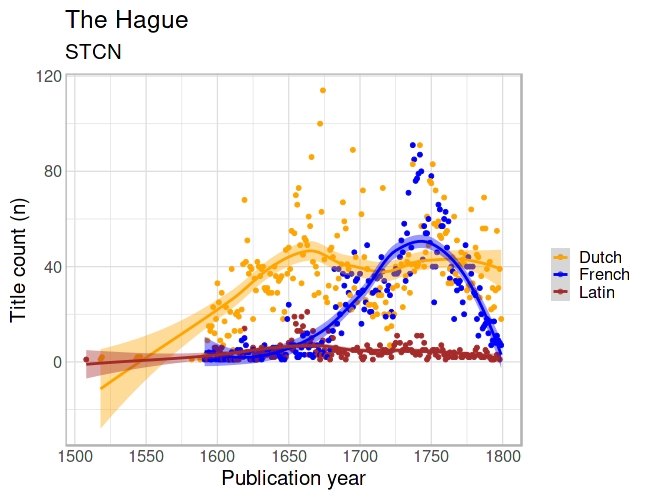 The Hague
STCN
120
80
40
0
Title count (n)
1500 1550 1600 1650 1700 1750 1800
Publication year
Dutch
French
Latin